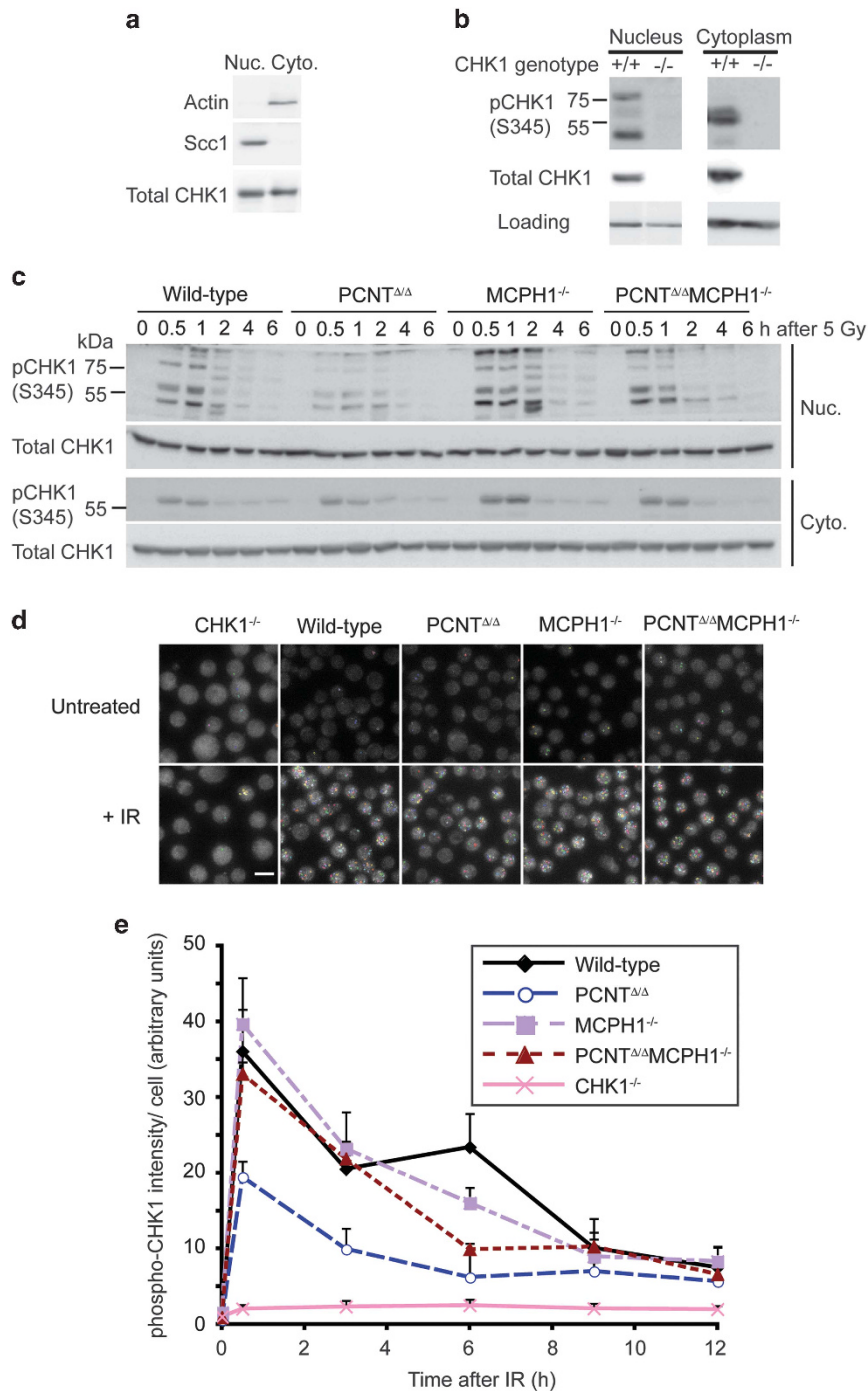 a
Nuc. Cyto.
Actin
Scc1
Total CHK1
b
Nucleus Cytoplasm
CHK1 genotype +/+ -/- +/+ -/-
pCHK1
(S345)
75
55
Total CHK1
Loading
c
Wild-type PCNTΔ/Δ MCPH1-/- PCNTΔ/ΔMCPH1-/-
0 0.5 1 2 4 6 0 0.5 1 2 4 6 0 0.5 1 2 4 6 0 0.5 1 2 4 6 h after 5 Gy
kDa
pCHK1
(S345)
75
55
Nuc.
Total CHK1
pCHK1
(S345)
55
Cyto.
Total CHK1
d
CHK1-/- Wild-type PCNTΔ/Δ MCPH1-/- PCNTΔ/ΔMCPH1-/-
Untreated
+ IR
e
phospho-CHK1 intensity/ cell (arbitrary units)
50
40
30
20
10
0
Wild-type
PCNTΔ/Δ
MCPH1-/-
PCNTΔ/ΔMCPH1-/-
CHK1-/-
0 2 4 6 8 10 12
Time after IR (h)